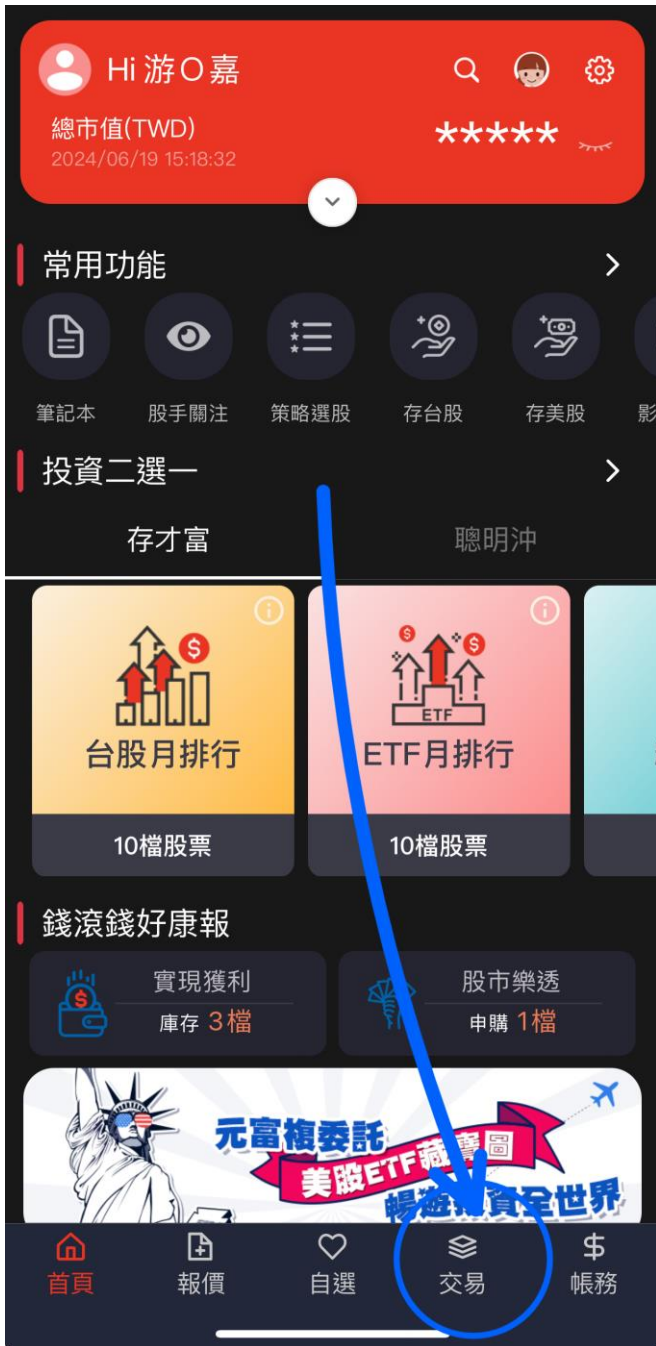 Hi 游O嘉
總市值(TWD)
*****
2024/06/19 15:18:32
常用功能
筆記本 股手關注 策略選股 存台股 存美股 影
投資二選一
存才富 聰明沖
台股月排行
ETF
ETF月排行
10檔股票
10檔股票
錢滾錢好康報
實現獲利
庫存 3檔
股市樂透
申購 1檔
元富複委託
美股ETF藏寶圖
暢遊投資全世界
首頁 報價 自選 交易 帳務